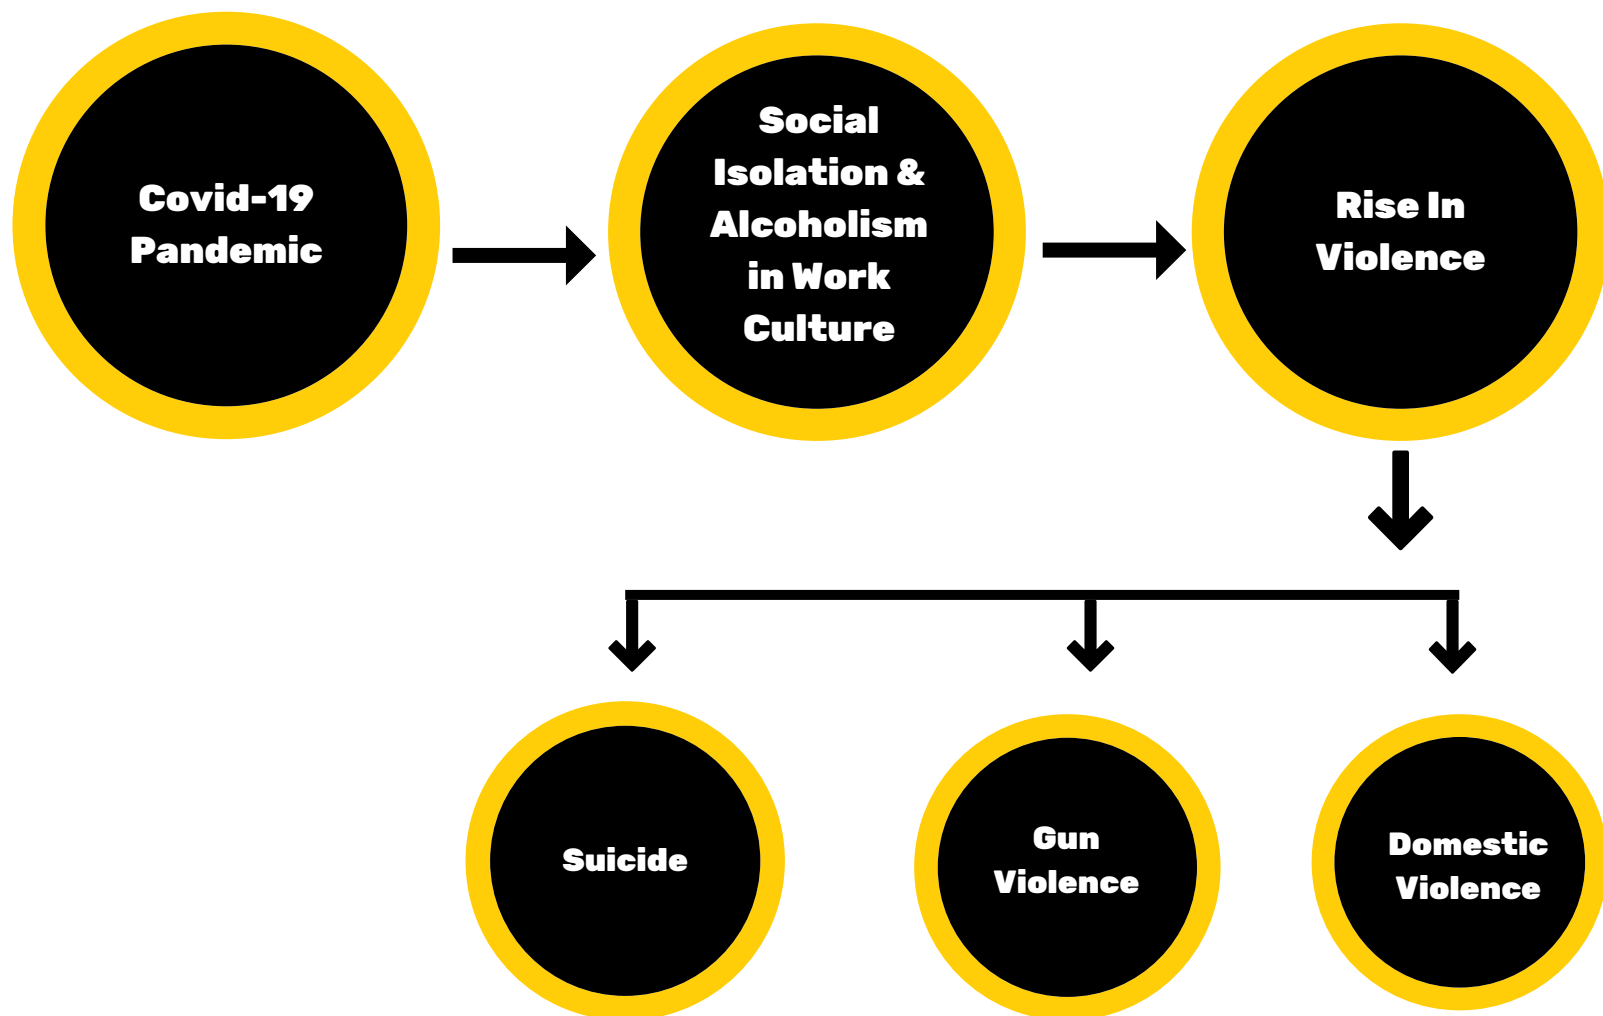 Covid-19
Pandemic
Social
Isolation &
Alcoholism
in Work
Culture
Rise In
Violence
Suicide
Gun
Violence
Domestic
Violence